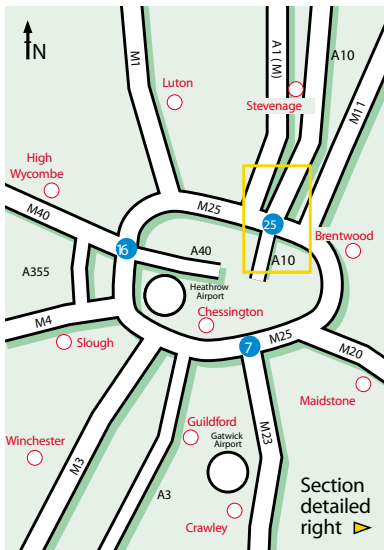 N
M1
A1(M)
A10
M11
Luton
Stevenage
High
Wycombe
M25
25
Brentwood
M40
16
A40
A10
A355
Heathrow
Airport
Chessington
M4
Slough
7
M25
M20
Maidstone
Guildford
Gatwick
Airport
M23
Winchester
M3
A3
Crawley
Section
detailed
right